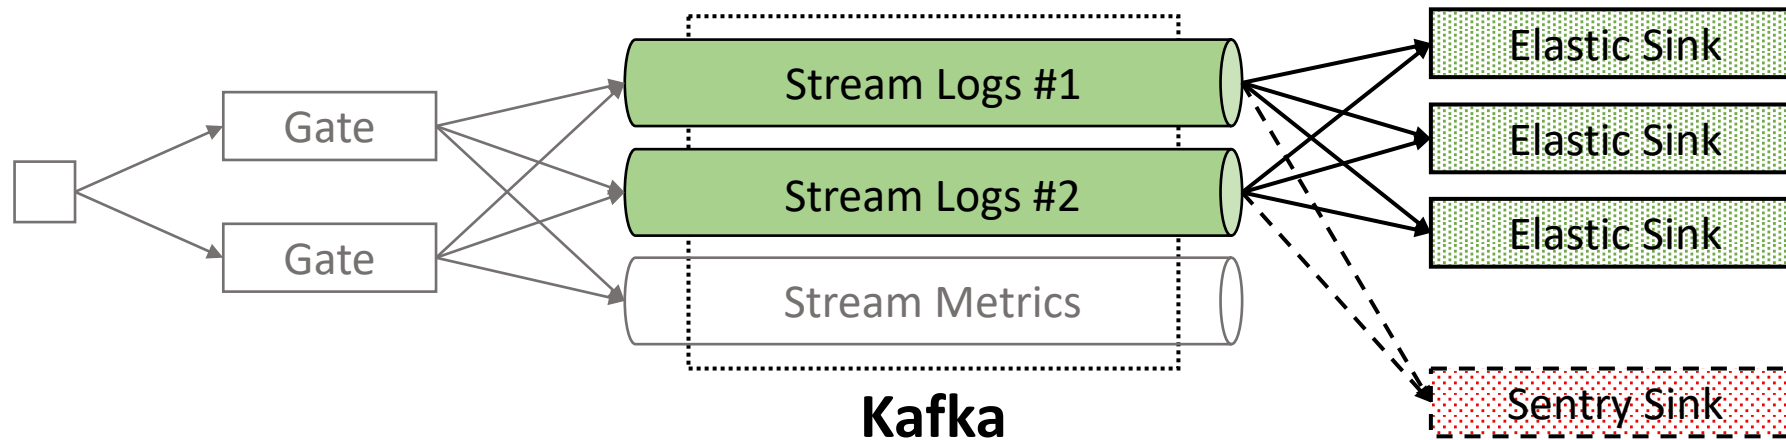 Gate
Gate
Stream Logs #1
Stream Logs #2
Stream Metrics
Kafka
Elastic Sink
Elastic Sink
Elastic Sink
Sentry Sink